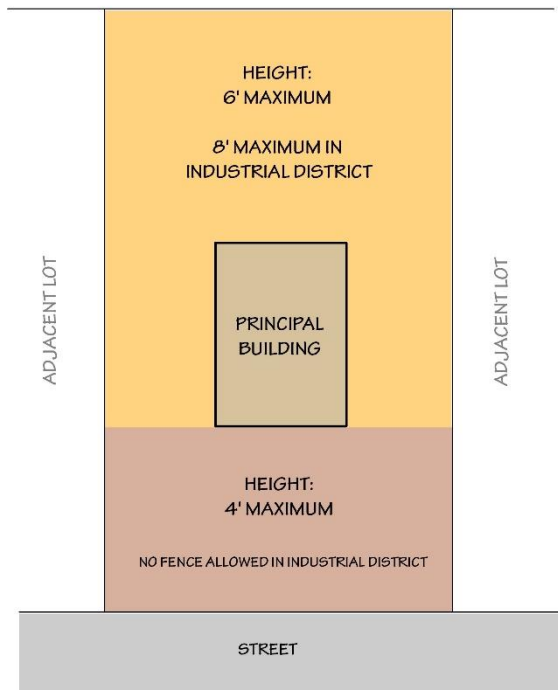 HEIGHT:
6' MAXIMUM
8' MAXIMUM IN
INDUSTRIAL DISTRICT
ADJACENT LOT
PRINCIPAL
BUILDING
ADJACENT LOT
HEIGHT:
4' MAXIMUM
NO FENCE ALLOWED IN INDUSTRIAL DISTRICT
STREET